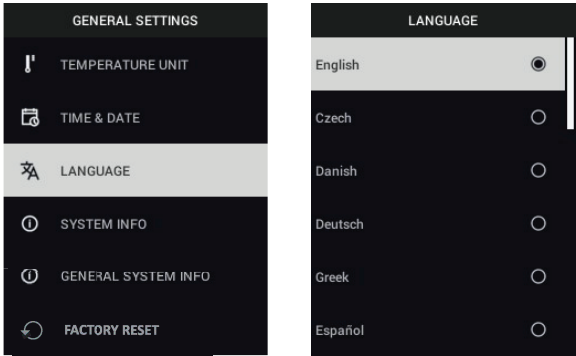 GENERAL SETTINGS
TEMPERATURE UNIT
TIME & DATE
LANGUAGE
SYSTEM INFO
GENERAL SYSTEM INFO
FACTORY RESET
LANGUAGE
English
Czech
Danish
Deutsch
Greek
Español